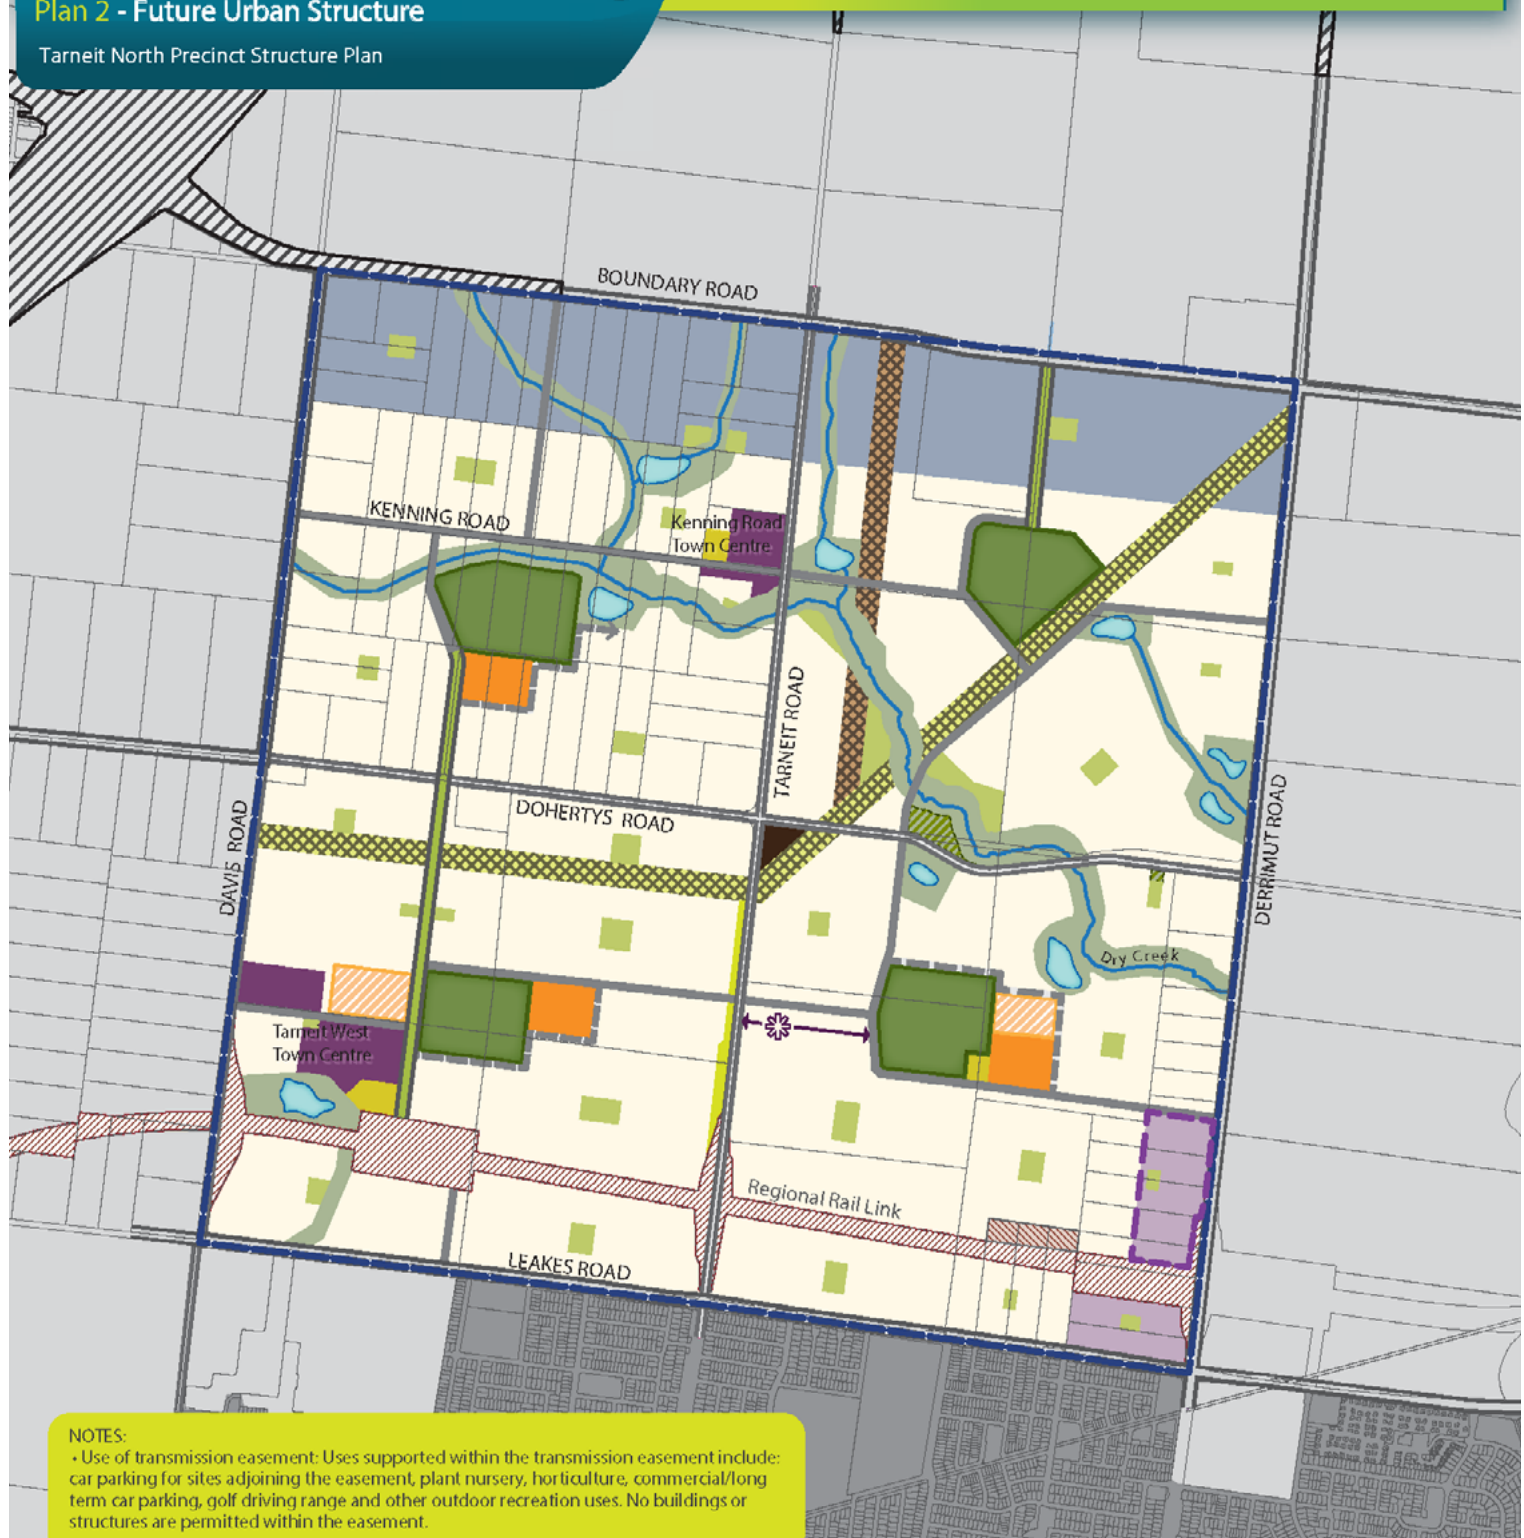 Plan 2 - Future Urban Structure
Tarneit North Precinct Structure Plan
BOUNDARY ROAD
KENNING ROAD
Kenning Road
Town Centre
TARNEIT ROAD
DOHERTYS ROAD
DAVIS ROAD
DERRIMUT ROAD
Dry Creek
Tarneit West
Town Centre
Regional Rail Link
LEAKES ROAD
NOTES:
• Use of transmission easement: Uses supported within the transmission easement include:
car parking for sites adjoining the easement, plant nursery, horticulture, commercial/long
term car parking, golf driving range and other outdoor recreation uses. No buildings or
structures are permitted within the easement.